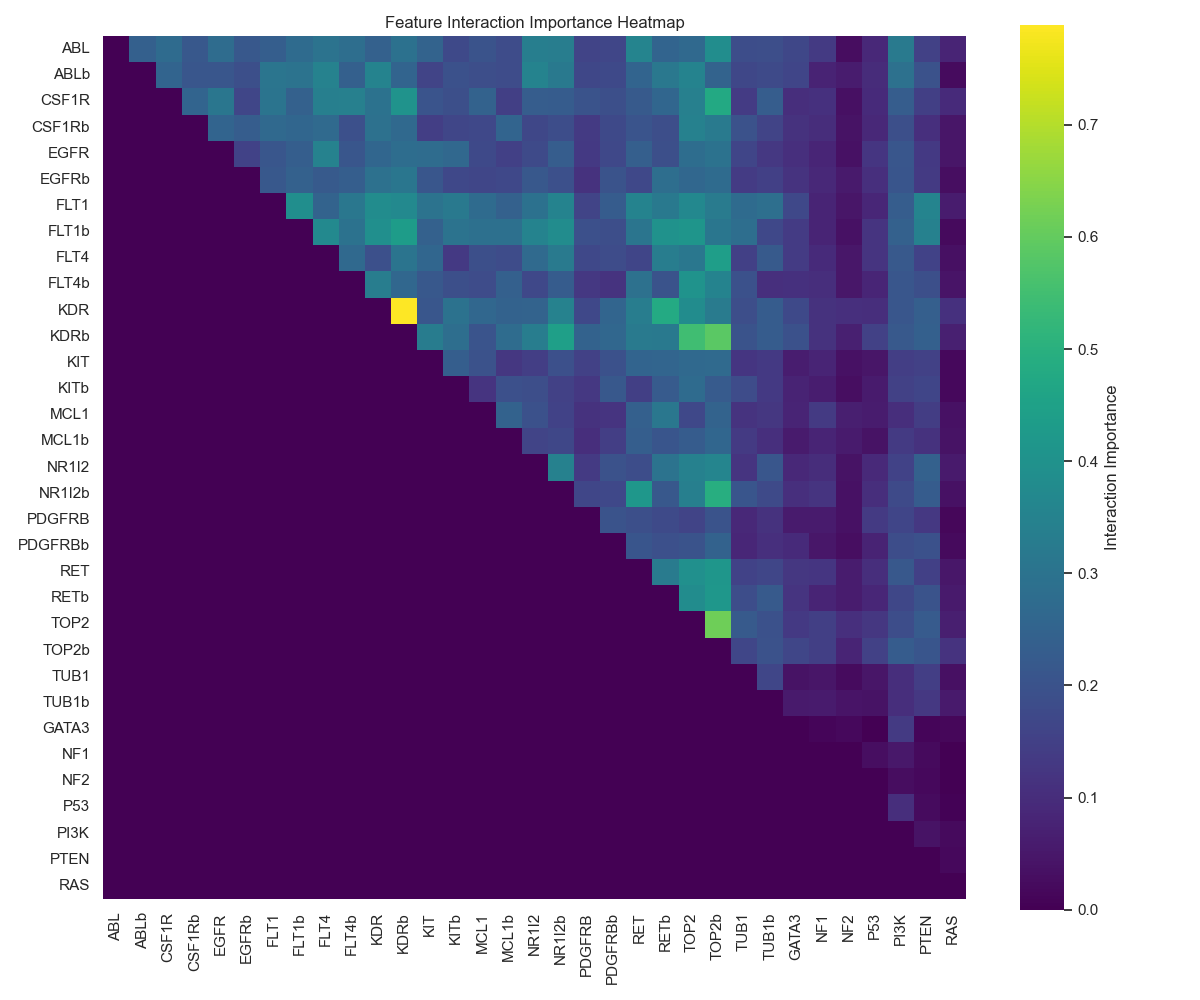 Feature Interaction Importance Heatmap
ABL
ABLb
CSF1R
CSF1Rb
EGFR
EGFRb
FLT1
FLT1b
FLT4
FLT4b
KDR
KDRb
KIT
KITb
MCL1
MCL1b
NR1I2
NR1I2b
PDGFRB
PDGFRBb
RET
RETb
TOP2
TOP2b
TUB1
TUB1b
GATA3
NF1
NF2
P53
PI3K
PTEN
RAS
ABL
ABLb
CSF1R
CSF1Rb
EGFR
EGFRb
FLT1
FLT1b
FLT4
FLT4b
KDR
KDRb
KIT
KITb
MCL1
MCL1b
NR1I2
NR1I2b
PDGFRB
PDGFRBb
RET
RETb
TOP2
TOP2b
TUB1
TUB1b
GATA3
NF1
NF2
P53
PI3K
PTEN
RAS
0.7
0.6
0.5
0.4
0.3
0.2
0.1
0.0
Interaction Importance